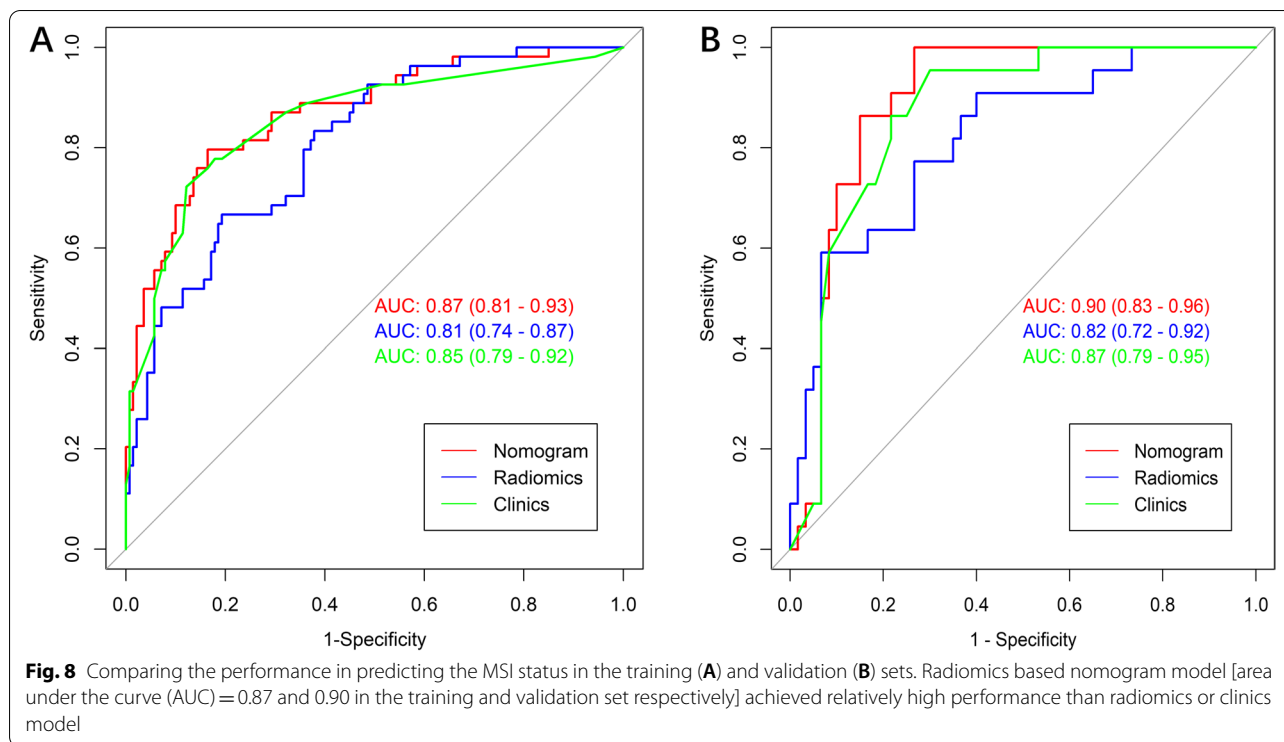 A
1.0
0.8
0.6
0.4
0.2
0.0
Sensitivity
AUC: 0.87 (0.81 - 0.93)
AUC: 0.81 (0.74 - 0.87)
AUC: 0.85 (0.79 - 0.92)
Nomogram
Radiomics
Clinics
0.0 0.2 0.4 0.6 0.8 1.0
1-Specificity
B
1.0
0.8
0.6
0.4
0.2
0.0
Sensitivity
AUC: 0.90 (0.83 - 0.96)
AUC: 0.82 (0.72 - 0.92)
AUC: 0.87 (0.79 - 0.95)
Nomogram
Radiomics
Clinics
0.0 0.2 0.4 0.6 0.8 1.0
1 - Specificity
Fig. 8 Comparing the performance in predicting the MSI status in the training (A) and validation (B) sets. Radiomics based nomogram model [area
under the curve (AUC) = 0.87 and 0.90 in the training and validation set respectively] achieved relatively high performance than radiomics or clinics
model